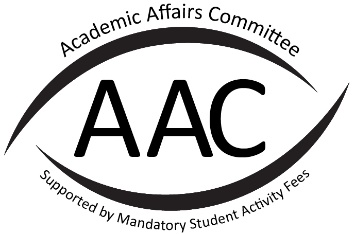 Academic Affairs Committee
AAC
Supported by Mandatory Student Activity Fees